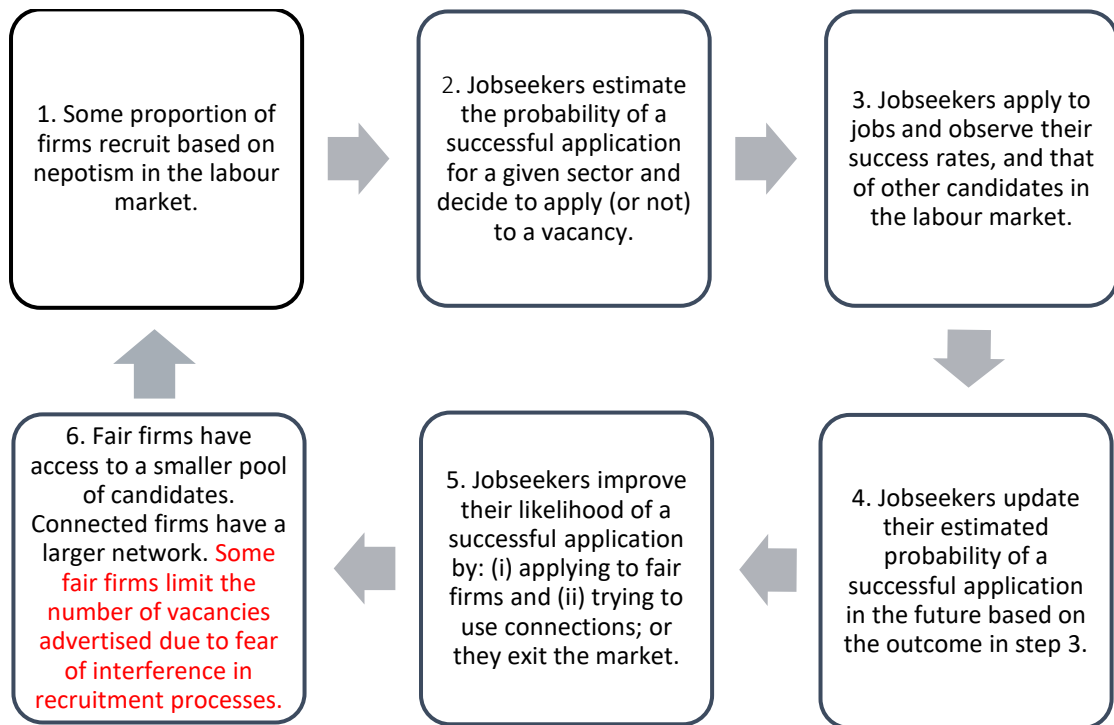 1. Some proportion of
firms recruit based on
nepotism in the labour
market.
2. Jobseekers estimate
the probability of a
successful application
for a given sector and
decide to apply (or not)
to a vacancy.
3. Jobseekers apply to
jobs and observe their
success rates, and that
of other candidates in
the labour market.
4. Jobseekers update
their estimated
probability of a
successful application
in the future based on
the outcome in step 3.
5. Jobseekers improve
their likelihood of a
successful application
by: (i) applying to fair
firms and (ii) trying to
use connections; or
they exit the market.
6. Fair firms have
access to a smaller pool
of candidates.
Connected firms have a
larger network. Some
fair firms limit the
number of vacancies
advertised due to fear
of interference in
recruitment processes.